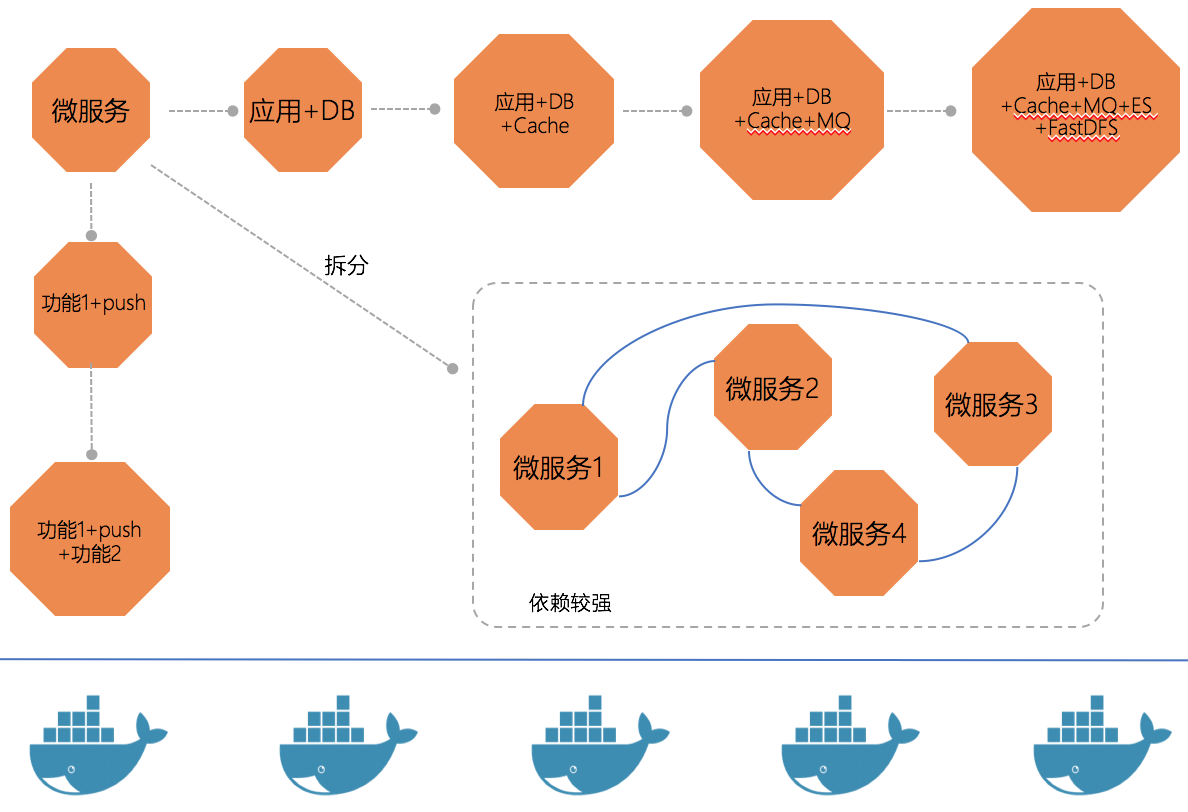 微服务
应用+DB
应用+DB
+Cache
应用+DB
+Cache+MQ
应用+DB
+Cache+MQ+ES
+FastDFS
功能1+push
功能1+push
+功能2
拆分
微服务1
微服务2
微服务3
微服务4
依赖较强